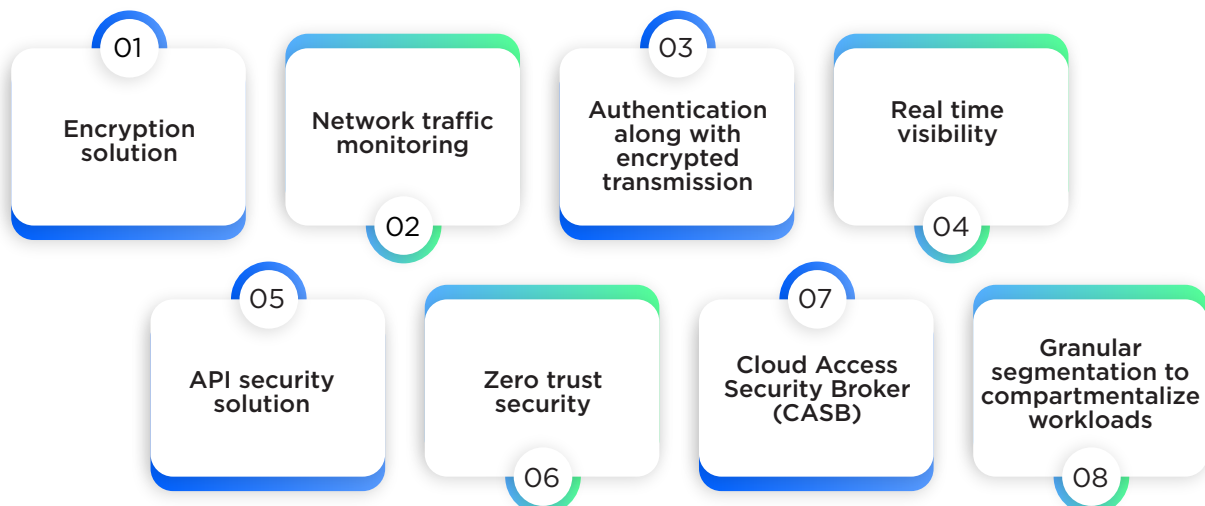 01
Encryption
solution
Network traffic
monitoring
02
03
Authentication
along with
encrypted
transmission
Real time
visibility
04
05
API security
solution
Zero trust
security
06
07
Cloud Access
Security Broker
(CASB)
Granular
segmentation to
compartmentalize
workloads
08